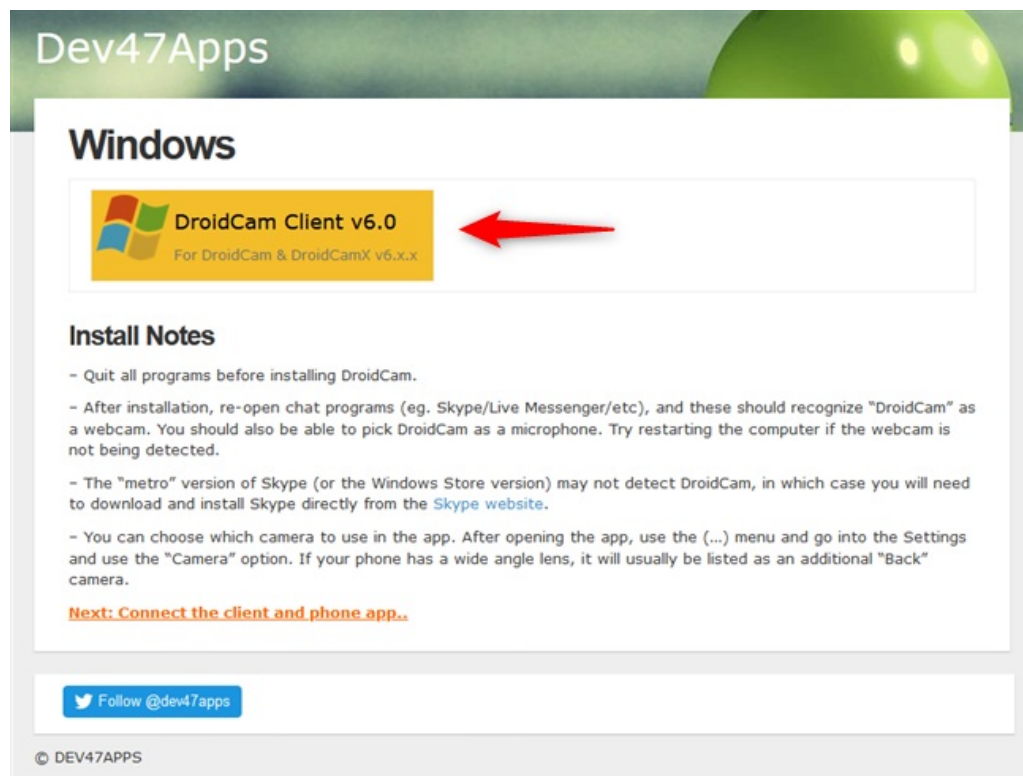 Dev47Apps
Windows
DroidCam Client v6.0
For DroidCam & DroidCamX v6.x.x
Install Notes
– Quit all programs before installing DroidCam.
– After installation, re-open chat programs (eg. Skype/Live Messenger/etc), and these should recognize “DroidCam” as
a webcam. You should also be able to pick DroidCam as a microphone. Try restarting the computer if the webcam is
not being detected.
– The “metro” version of Skype (or the Windows Store version) may not detect DroidCam, in which case you will need
to download and install Skype directly from the Skype website.
– You can choose which camera to use in the app. After opening the app, use the (...) menu and go into the Settings
and use the “Camera” option. If your phone has a wide angle lens, it will usually be listed as an additional “Back”
camera.
Next: Connect the client and phone app..
Follow @dev47apps
© DEV47APPS